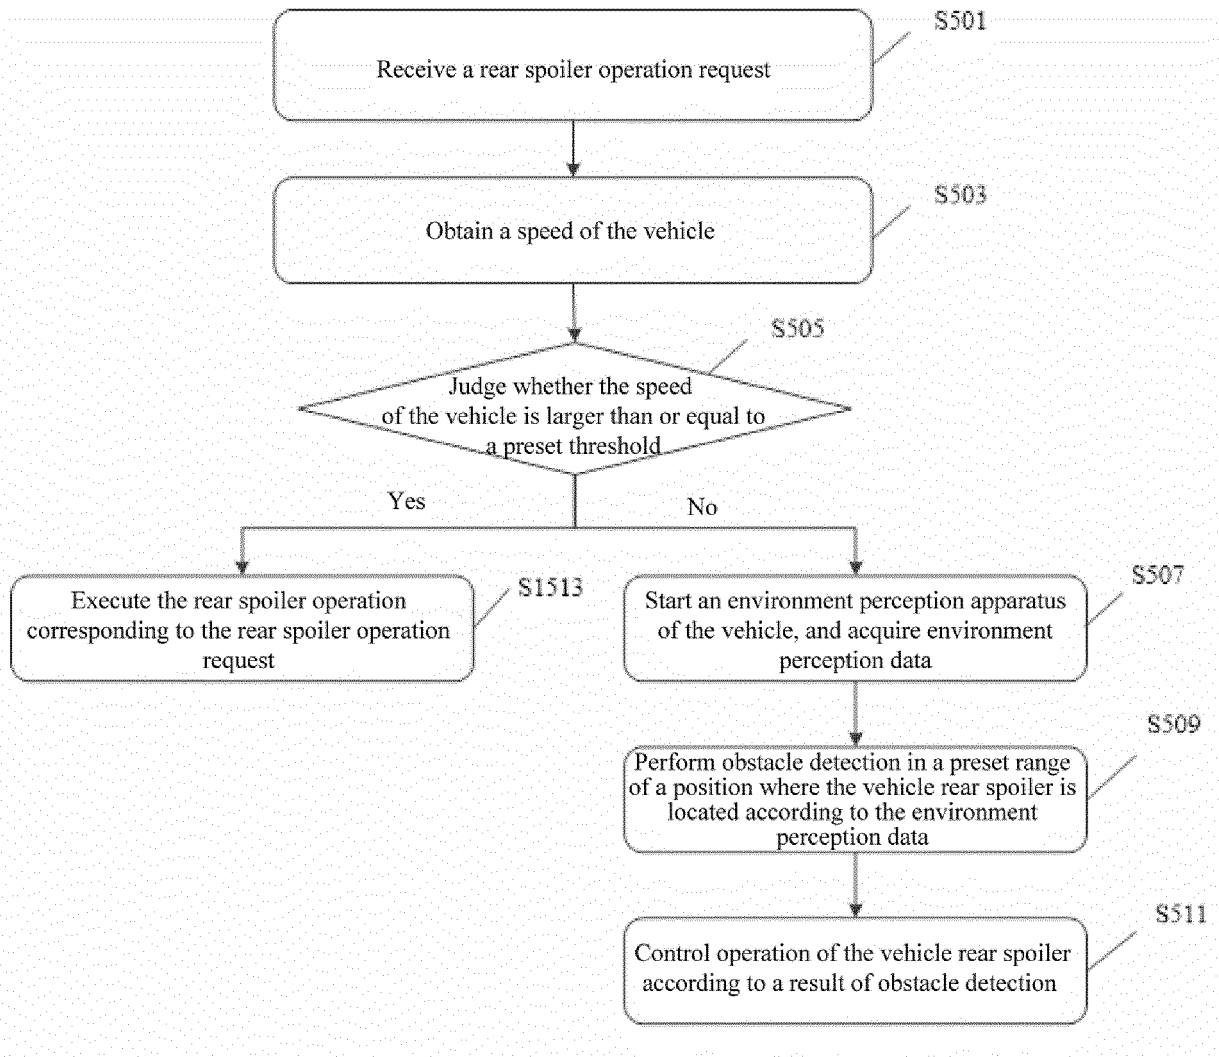 S501
Receive a rear spoiler operation request
S503
Obtain a speed of the vehicle
S505
Judge whether the speed
of the vehicle is larger than or equal to
a preset threshold
Yes
No
S1513
Execute the rear spoiler operation
corresponding to the rear spoiler operation
request
S507
Start an environment perception apparatus
of the vehicle, and acquire environment
perception data
S509
Perform obstacle detection in a preset range
of a position where the vehicle rear spoiler is
located according to the environment
perception data
S511
Control operation of the vehicle rear spoiler
according to a result of obstacle detection